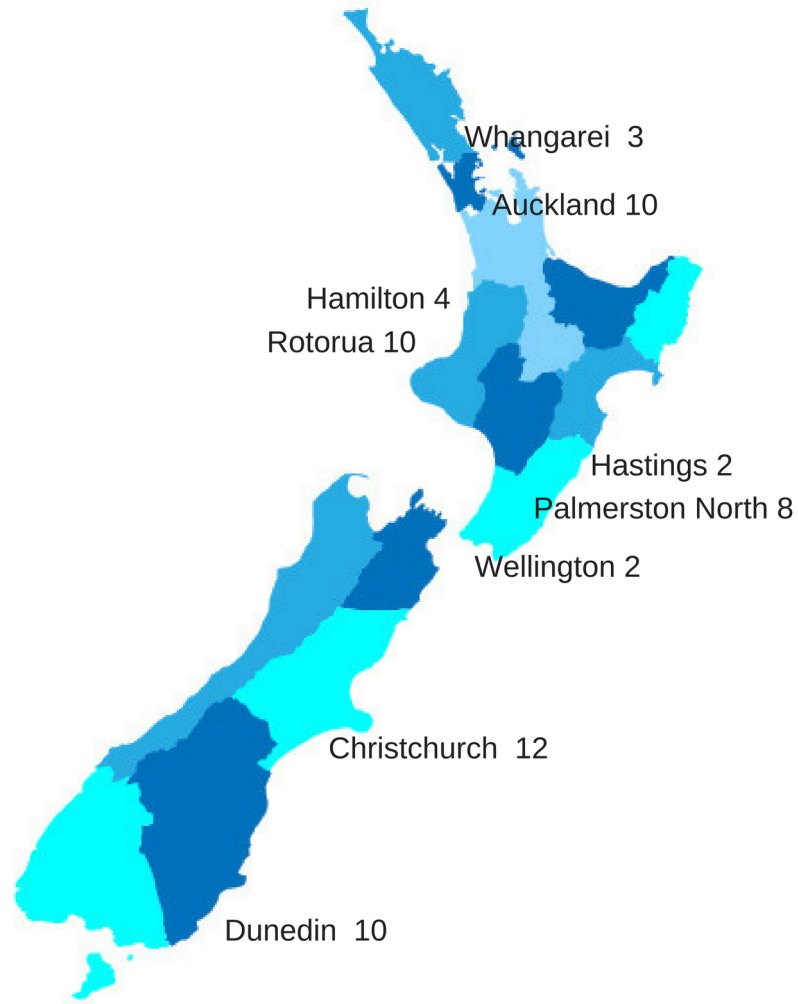 Whangarei 3
Auckland 10
Hamilton 4
Rotorua 10
Hastings 2
Palmerston North 8
Wellington 2
Christchurch 12
Dunedin 10